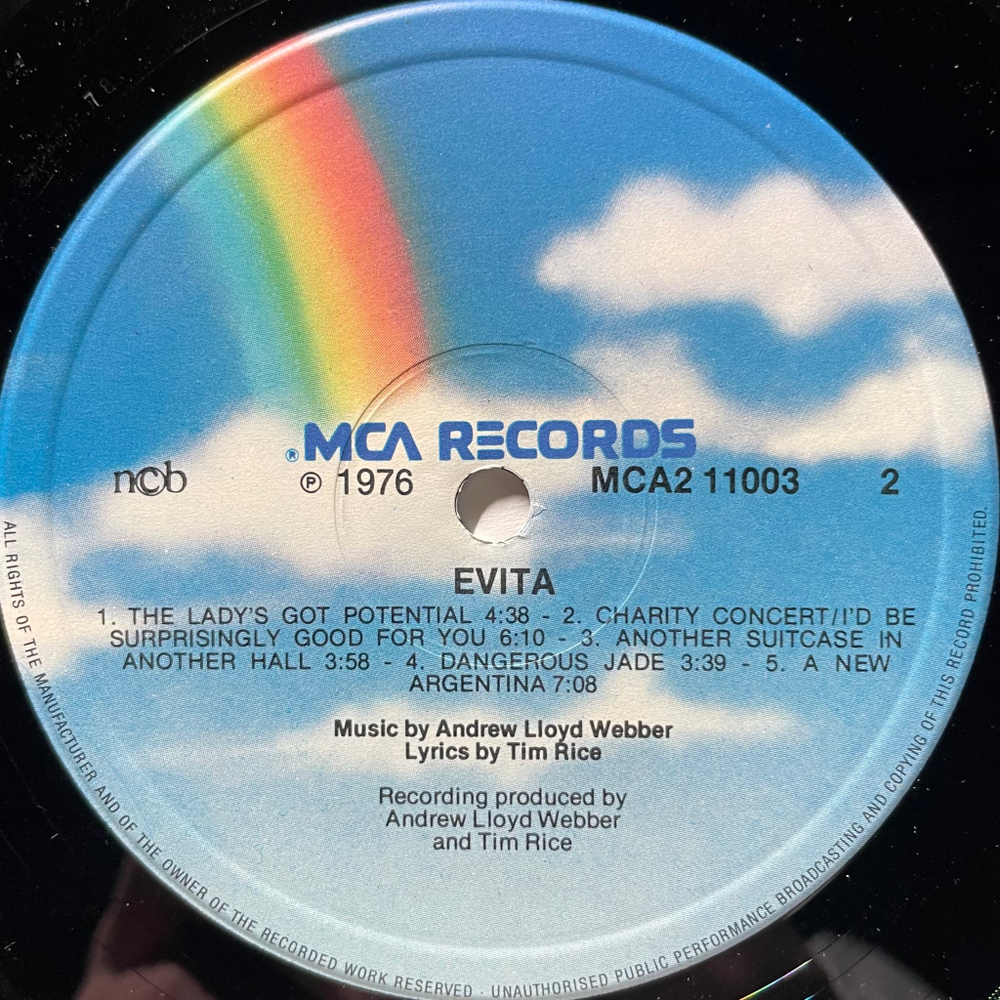 ® MCA RECORDS
ncb ℗ 1976 MCA2 11003 2
EVITA
1. THE LADY'S GOT POTENTIAL 4:38 - 2. CHARITY CONCERT/I'D BE
SURPRISINGLY GOOD FOR YOU 6:10 - 3. ANOTHER SUITCASE IN
ANOTHER HALL 3:58 - 4. DANGEROUS JADE 3:39 - 5. A NEW
ARGENTINA 7:08
Music by Andrew Lloyd Webber
Lyrics by Tim Rice
Recording produced by
Andrew Lloyd Webber
and Tim Rice
ALL RIGHTS OF THE MANUFACTURER AND OF THE OWNER OF THE RECORDED WORK RESERVED . UNAUTHORISED PUBLIC PERFORMANCE BROADCASTING AND COPYING OF THIS RECORD PROHIBITED.